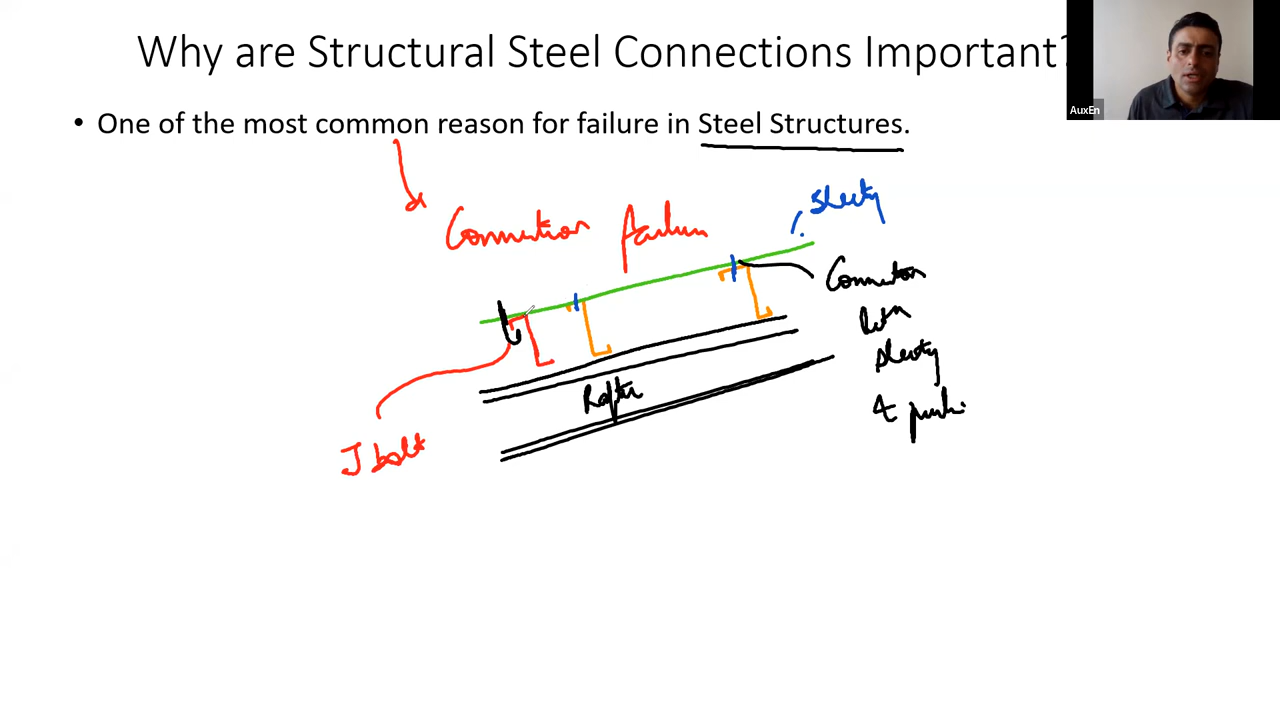 Why are Structural Steel Connections Important?
AuxEn
• One of the most common reason for failure in Steel Structures.
Connection failure
Sheeting
Connection
Sheeting
&
Rafter
J bolt